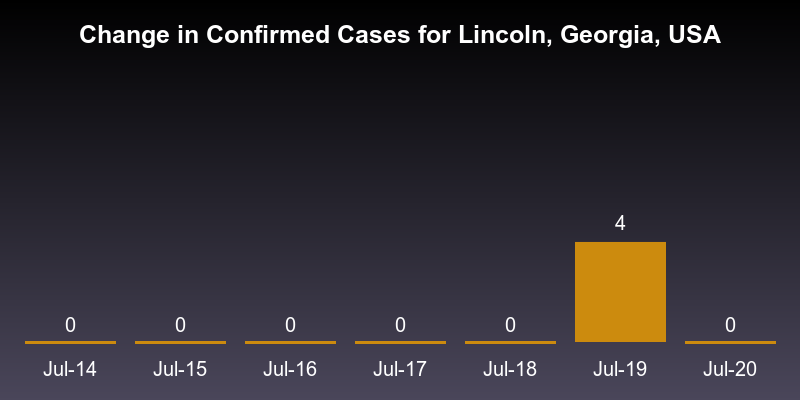 Change in Confirmed Cases for Lincoln, Georgia, USA
4
0 0 0 0 0 0
Jul-14 Jul-15 Jul-16 Jul-17 Jul-18 Jul-19 Jul-20